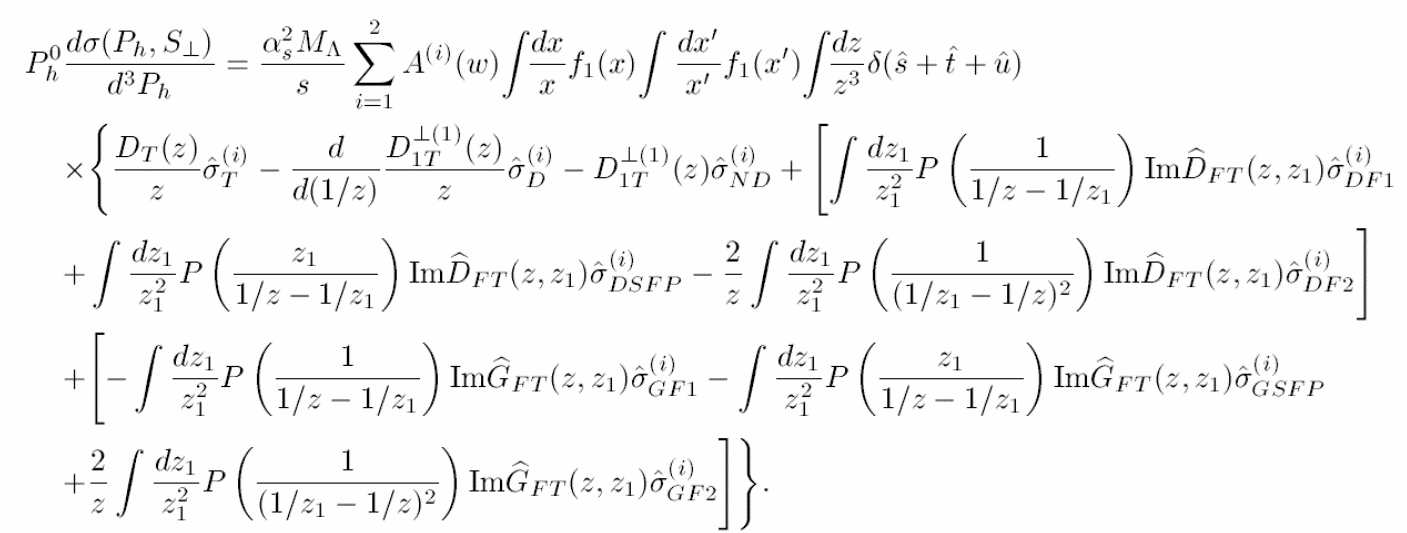 P_h^0 \frac{d\sigma(P_h, S_\perp)}{d^3 P_h} = \frac{\alpha_s^2 M_\Lambda}{s} \sum_{i=1}^{2} A^{(i)}(w) \int \frac{dx}{x} f_1(x) \int \frac{dx'}{x'} f_1(x') \int \frac{dz}{z^3} \delta(\hat{s} + \hat{t} + \hat{u})
\times \left\{ \frac{D_T(z)}{z} \hat{\sigma}_T^{(i)} - \frac{d}{d(1/z)} \frac{D_{1T}^{\perp(1)}(z)}{z} \hat{\sigma}_D^{(i)} - D_{1T}^{\perp(1)}(z) \hat{\sigma}_{ND}^{(i)} + \left[ \int \frac{dz_1}{z_1^2} P \left( \frac{1}{1/z - 1/z_1} \right) \mathrm{Im} \widehat{D}_{FT}(z, z_1) \hat{\sigma}_{DF1}^{(i)} \right. \right.
+ \int \frac{dz_1}{z_1^2} P \left( \frac{z_1}{1/z - 1/z_1} \right) \mathrm{Im} \widehat{D}_{FT}(z, z_1) \hat{\sigma}_{DSFP}^{(i)} - \frac{2}{z} \int \frac{dz_1}{z_1^2} P \left( \frac{1}{(1/z_1 - 1/z)^2} \right) \mathrm{Im} \widehat{D}_{FT}(z, z_1) \hat{\sigma}_{DF2}^{(i)} \Bigg]
+ \Bigg[ - \int \frac{dz_1}{z_1^2} P \left( \frac{1}{1/z - 1/z_1} \right) \mathrm{Im} \widehat{G}_{FT}(z, z_1) \hat{\sigma}_{GF1}^{(i)} - \int \frac{dz_1}{z_1^2} P \left( \frac{z_1}{1/z - 1/z_1} \right) \mathrm{Im} \widehat{G}_{FT}(z, z_1) \hat{\sigma}_{GSFP}^{(i)}
+ \frac{2}{z} \int \frac{dz_1}{z_1^2} P \left( \frac{1}{(1/z_1 - 1/z)^2} \right) \mathrm{Im} \widehat{G}_{FT}(z, z_1) \hat{\sigma}_{GF2}^{(i)} \Bigg] \Bigg\}.